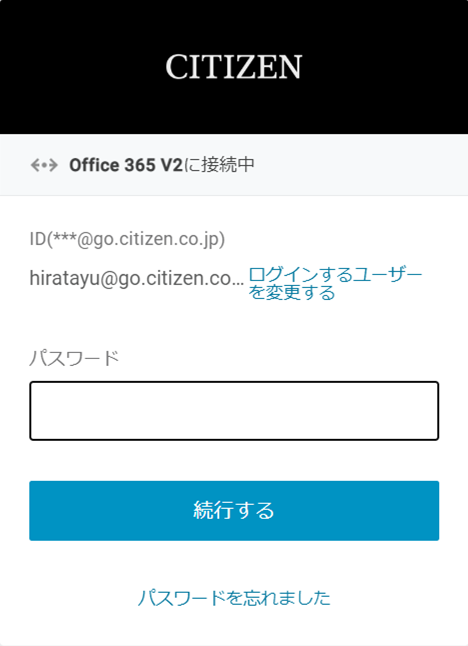 CITIZEN
Office 365 V2に接続中
ID(***@go.citizen.co.jp)
hiratayu@go.citizen.co... ログインするユーザー
を変更する
パスワード
続行する
パスワードを忘れました